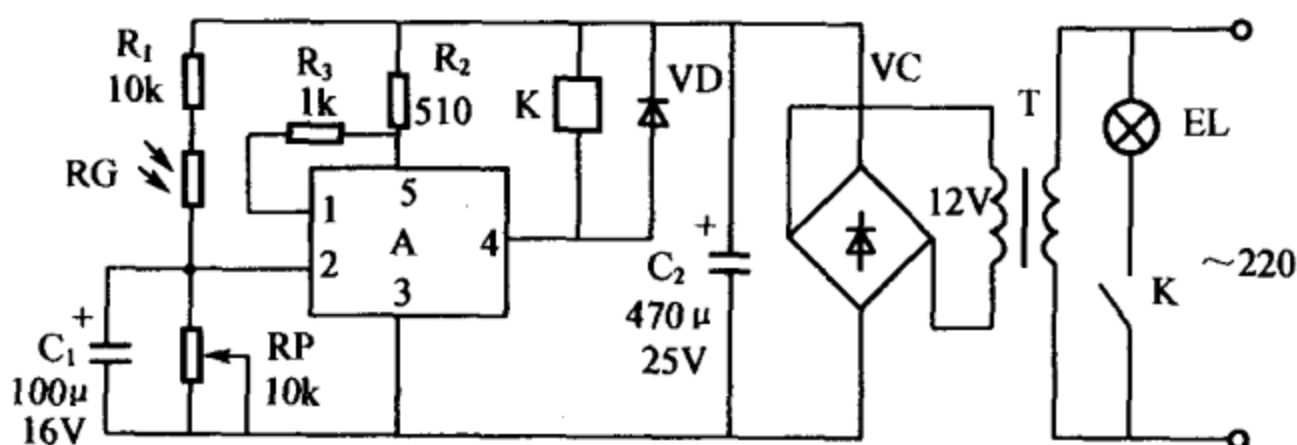 R₁
10k
R₃
1k
R₂
510
K
VD
VC
T
EL
RG
5
1
A
4
2
3
12V
+
C₂
470μ
25V
K
~220
+
C₁
100μ
16V
RP
10k